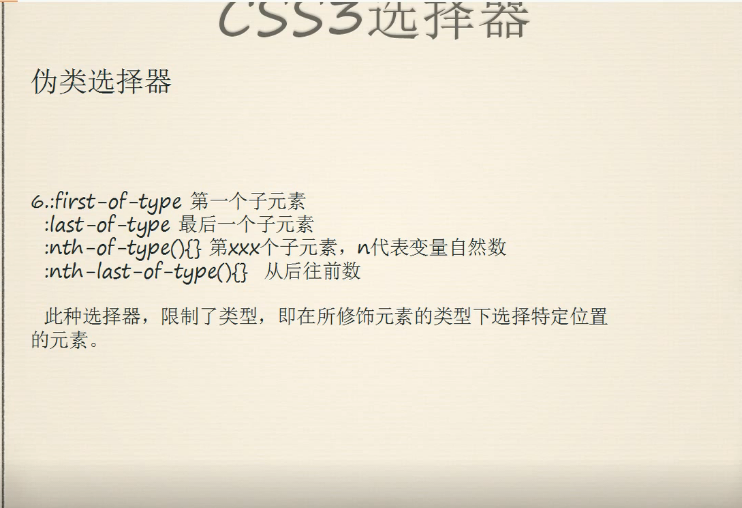 CSS3选择器
伪类选择器
6.:first-of-type 第一个子元素
:last-of-type 最后一个子元素
:nth-of-type(){} 第xxx个子元素，n代表变量自然数
:nth-last-of-type(){} 从后往前数
此种选择器，限制了类型，即在所修饰元素的类型下选择特定位置
的元素。